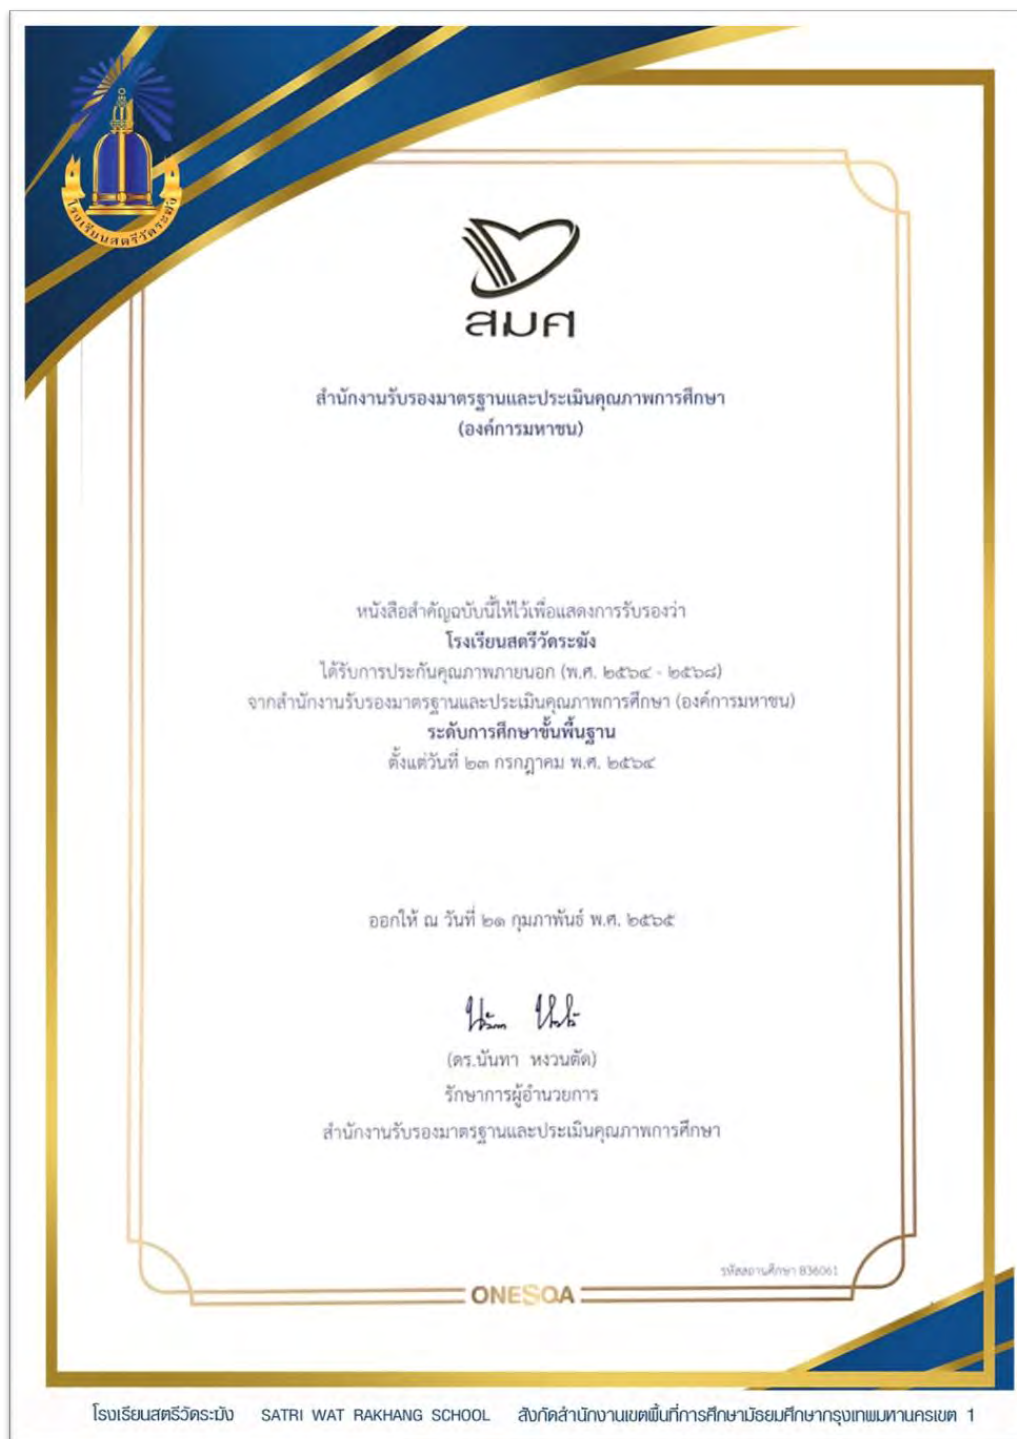 โรงเรียนสตรีวัดระฆัง
สมศ
สำนักงานรับรองมาตรฐานและประเมินคุณภาพการศึกษา
(องค์การมหาชน)
หนังสือสำคัญฉบับนี้ให้ไว้เพื่อแสดงการรับรองว่า
โรงเรียนสตรีวัดระฆัง
ได้รับการประกันคุณภาพภายนอก (พ.ศ. ๒๕๖๔ - ๒๕๖๘)
จากสำนักงานรับรองมาตรฐานและประเมินคุณภาพการศึกษา (องค์การมหาชน)
ระดับการศึกษาขั้นพื้นฐาน
ตั้งแต่วันที่ ๒๓ กรกฎาคม พ.ศ. ๒๕๖๔
ออกให้ ณ วันที่ ๒๑ กุมภาพันธ์ พ.ศ. ๒๕๖๕
(ดร.นันทา หงวนตัด)
รักษาการผู้อำนวยการ
สำนักงานรับรองมาตรฐานและประเมินคุณภาพการศึกษา
รหัสสถานศึกษา 836061
ONESQA
โรงเรียนสตรีวัดระฆัง SATRI WAT RAKHANG SCHOOL สังกัดสำนักงานเขตพื้นที่การศึกษามัธยมศึกษากรุงเทพมหานครเขต 1